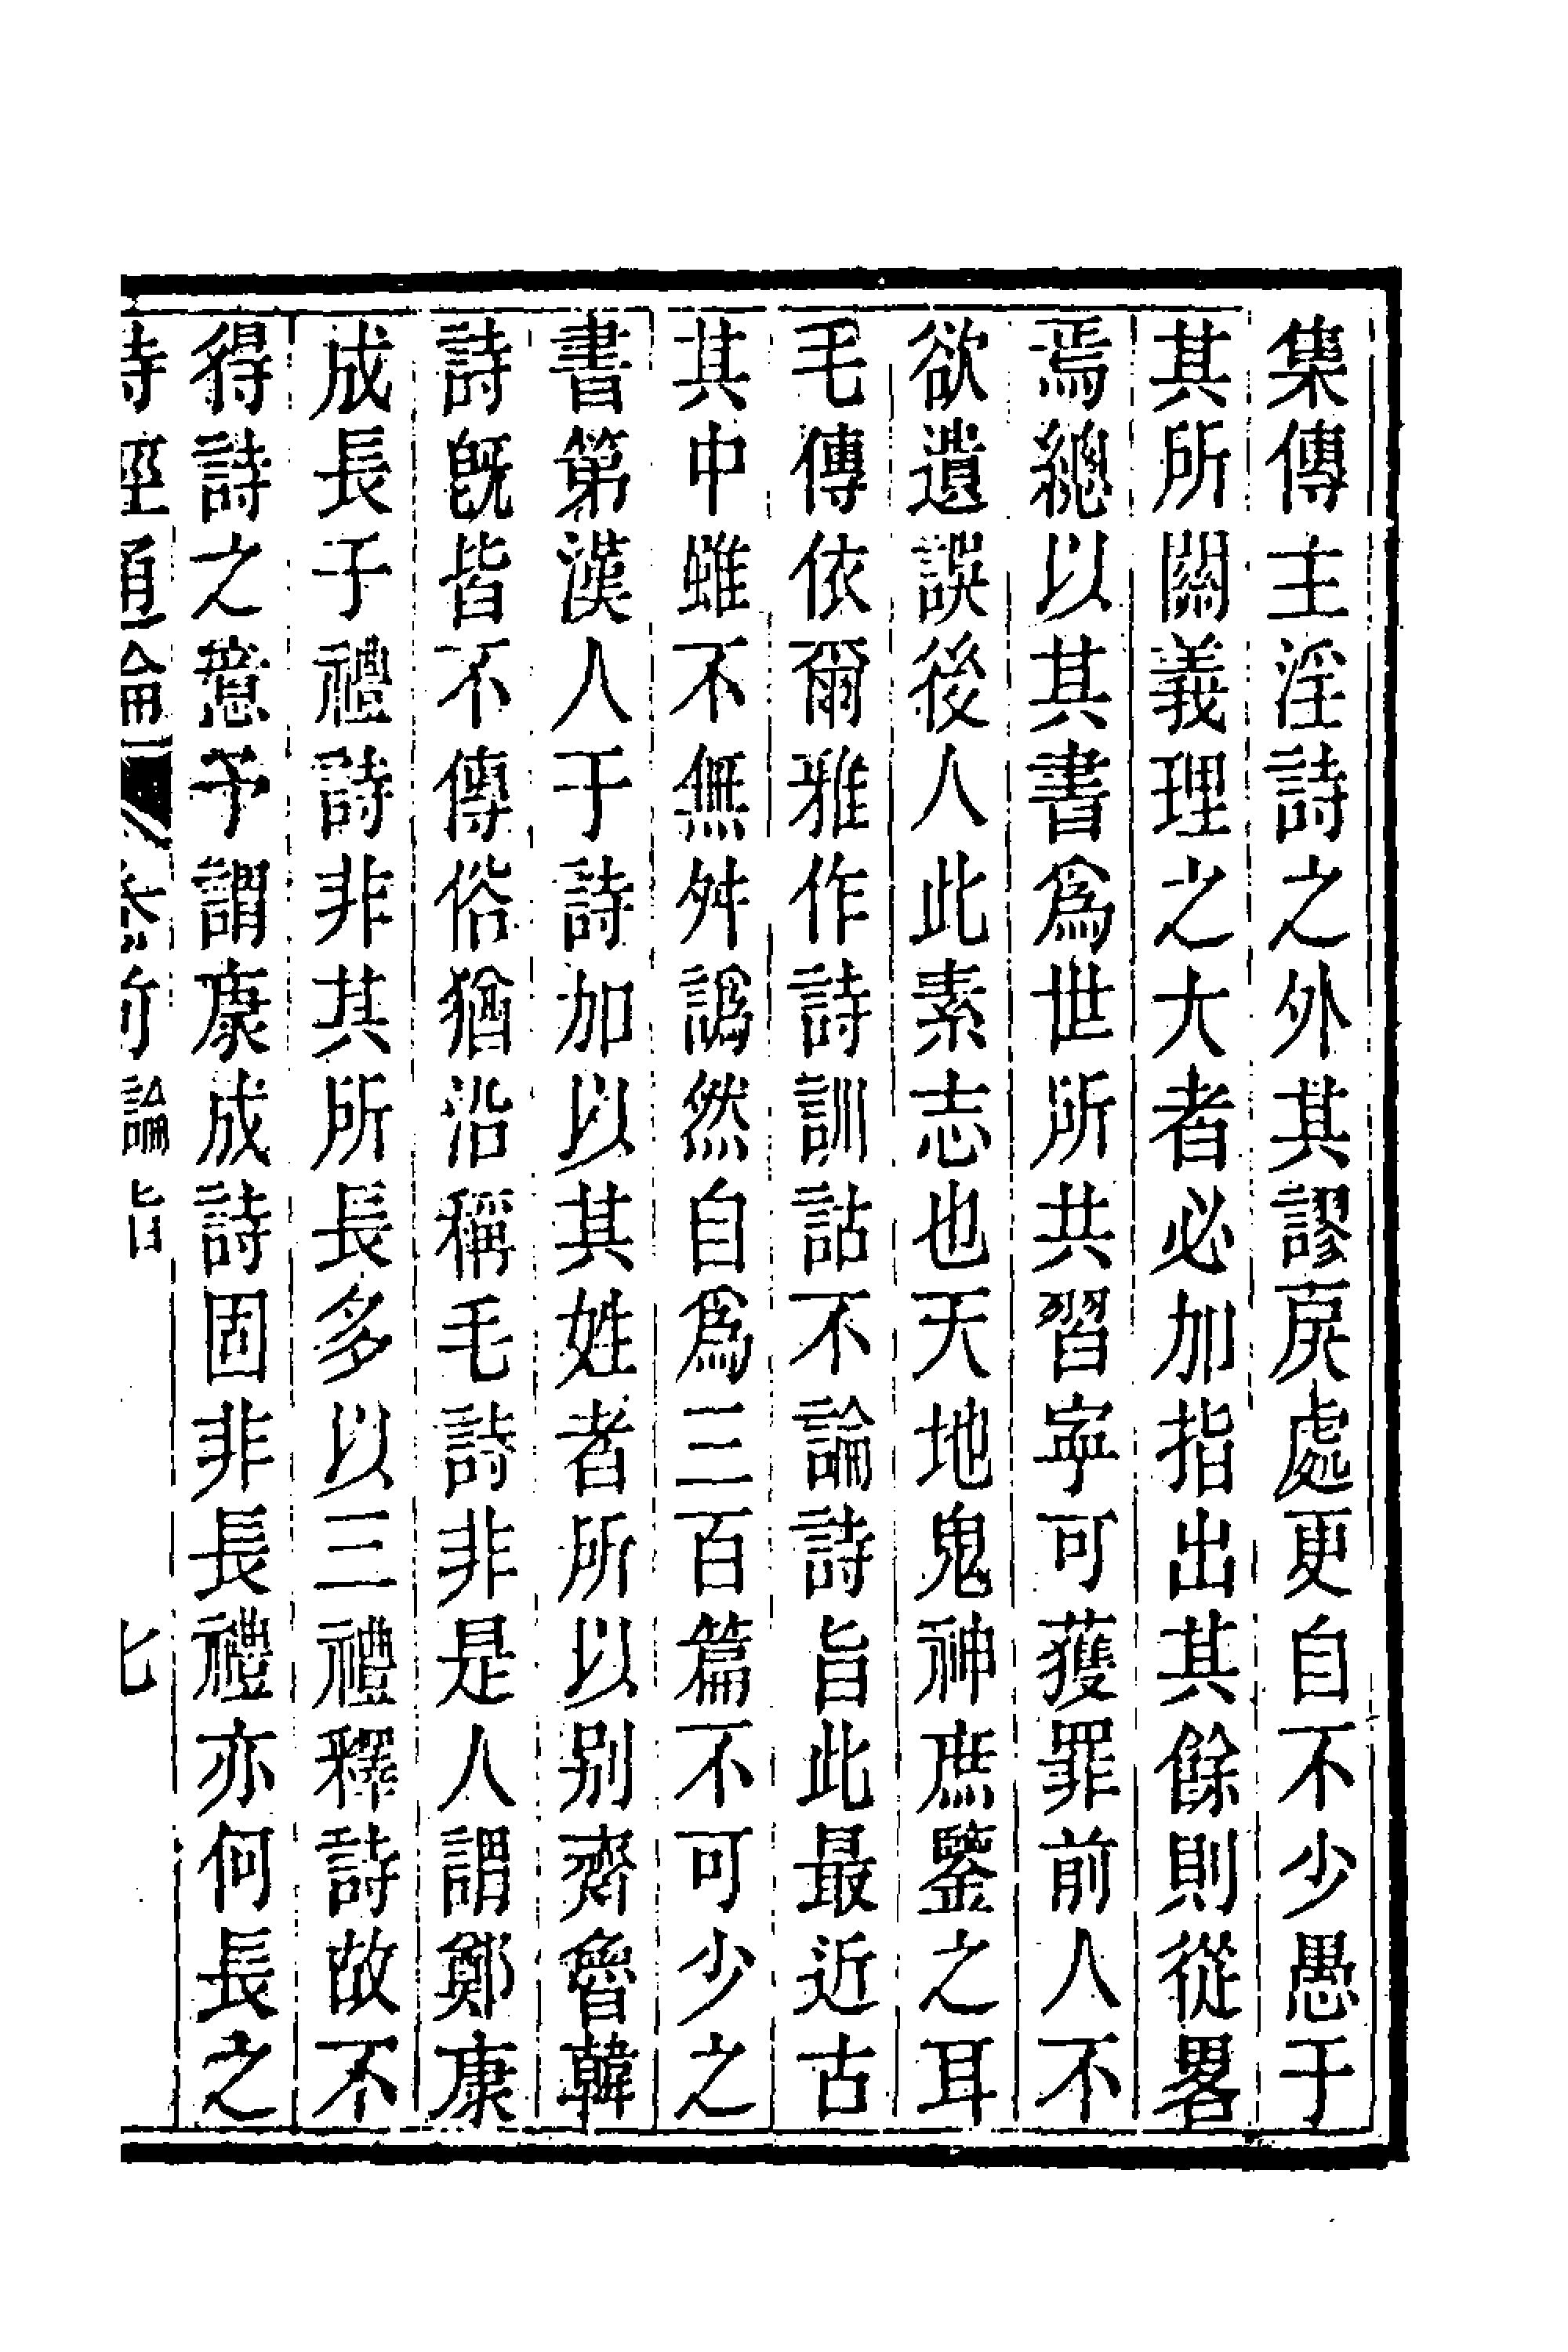 集傳主淫詩之外其謬戾處更自不少愚于
其所關義理之大者必加指出其餘則從畧
焉總以其書爲世所共習寧可獲罪前人不
欲遺誤後人此素志也天地鬼神庶鑒之耳
毛傳依爾雅作詩訓詁不論詩旨此最近古
其中雖不無舛譌然自爲三百篇不可少之
書第漢人于詩加以其姓者所以别齊魯韓
詩旣皆不傳俗猶沿稱毛詩非是人謂鄭康
成長于禮詩非其所長多以三禮釋詩故不
得詩之意予謂康成詩固非長禮亦何長之
詩經通論 卷前 論旨 七